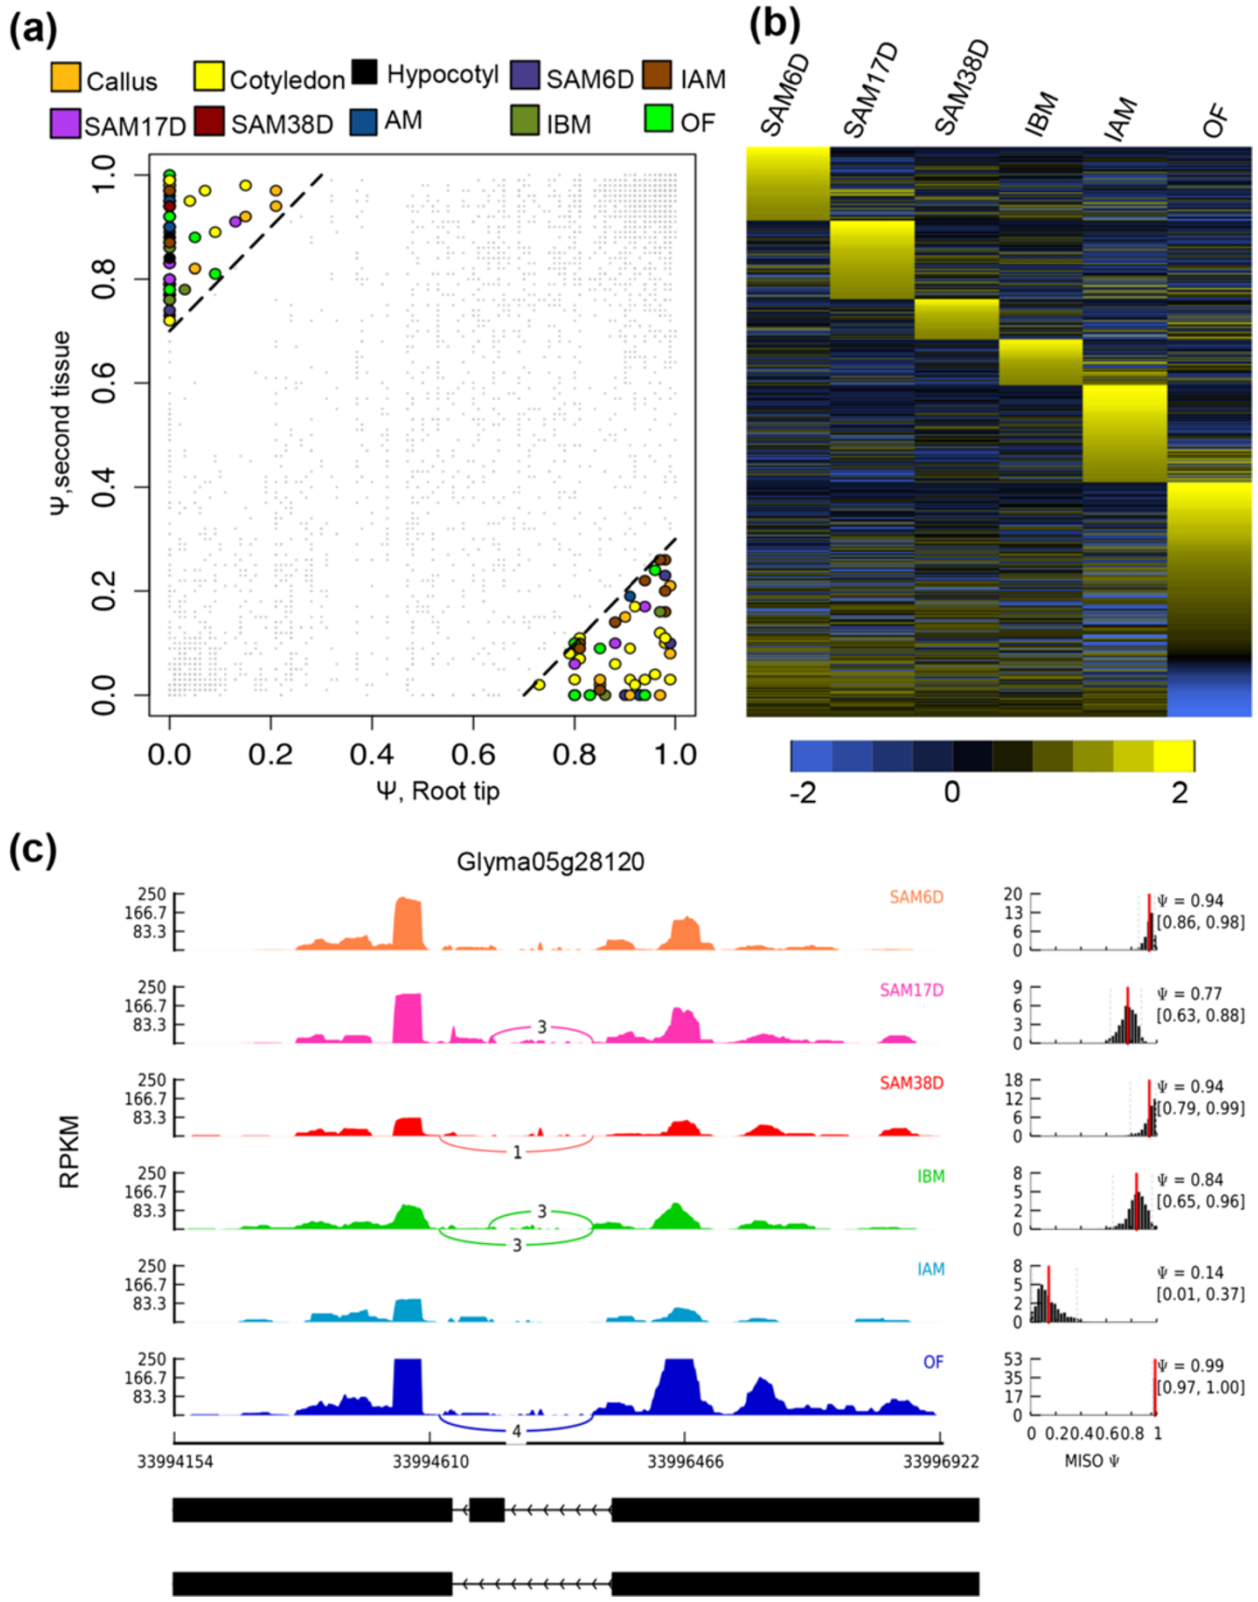 (a)
Callus Cotyledon Hypocotyl SAM6D IAM
SAM17D SAM38D AM IBM OF
Ψ,second tissue
1.0
0.8
0.6
0.4
0.2
0.0
0.0 0.2 0.4 0.6 0.8 1.0
Ψ, Root tip
(b)
SAM6D SAM17D SAM38D IBM IAM OF
-2 0 2
(c)
Glyma05g28120
RPKM
250
166.7
83.3
SAM6D
20
13
6
0
Ψ = 0.94
[0.86, 0.98]
250
166.7
83.3
3
SAM17D
9
6
3
0
Ψ = 0.77
[0.63, 0.88]
250
166.7
83.3
1
SAM38D
18
12
6
0
Ψ = 0.94
[0.79, 0.99]
250
166.7
83.3
3
3
IBM
8
5
2
0
Ψ = 0.84
[0.65, 0.96]
250
166.7
83.3
IAM
8
5
2
0
Ψ = 0.14
[0.01, 0.37]
250
166.7
83.3
4
OF
53
35
17
0
Ψ = 0.99
[0.97, 1.00]
0 0.2 0.4 0.6 0.8 1
MISO Ψ
33994154 33994610 33996466 33996922